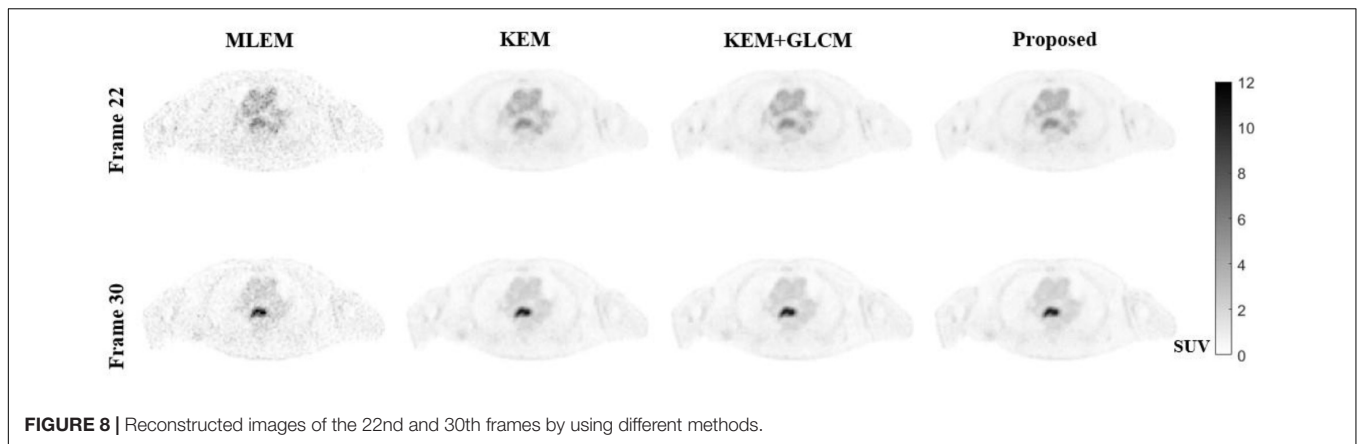 MLEM KEM KEM+GLCM Proposed
Frame 22
Frame 30
12
10
8
6
4
2
0
SUV
FIGURE 8 | Reconstructed images of the 22nd and 30th frames by using different methods.